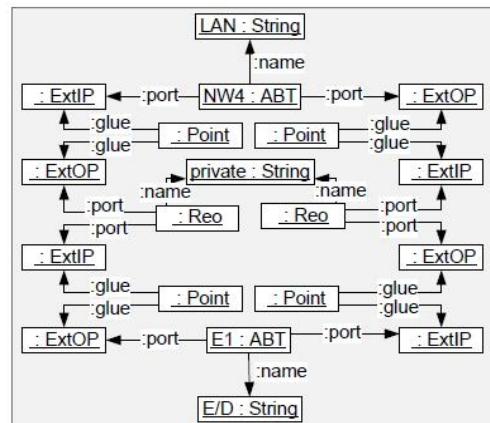 LAN : String
:name
: ExtIP :port NW4 : ABT :port : ExtOP
:glue :glue
:glue : Point : Point :glue
: ExtOP private : String : ExtIP
:name :name
:port : Reo : Reo :port
:port :port
: ExtIP : ExtOP
:glue : Point : Point :glue
:glue :glue
: ExtOP :port E1 : ABT :port : ExtIP
:name
E/D : String